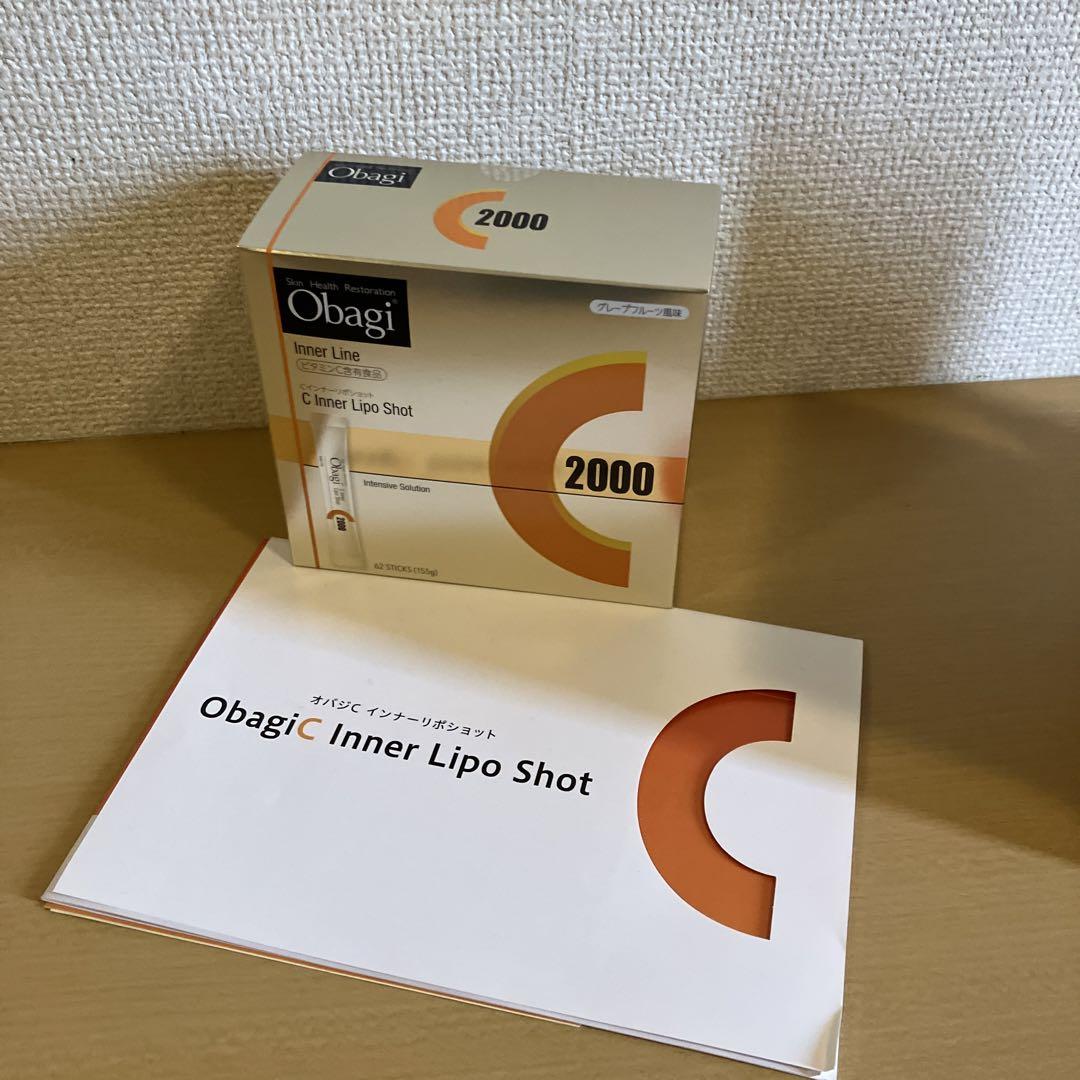 Obagi
2000
Skin Health Restoration
Obagi®
グレープフルーツ風味
Inner Line
ビタミンC含有食品
Cインナーリポショット
C Inner Lipo Shot
2000
Obagi
2000
Intensive Solution
62 STICKS (155g)
オバジC インナーリポショット
ObagiC Inner Lipo Shot